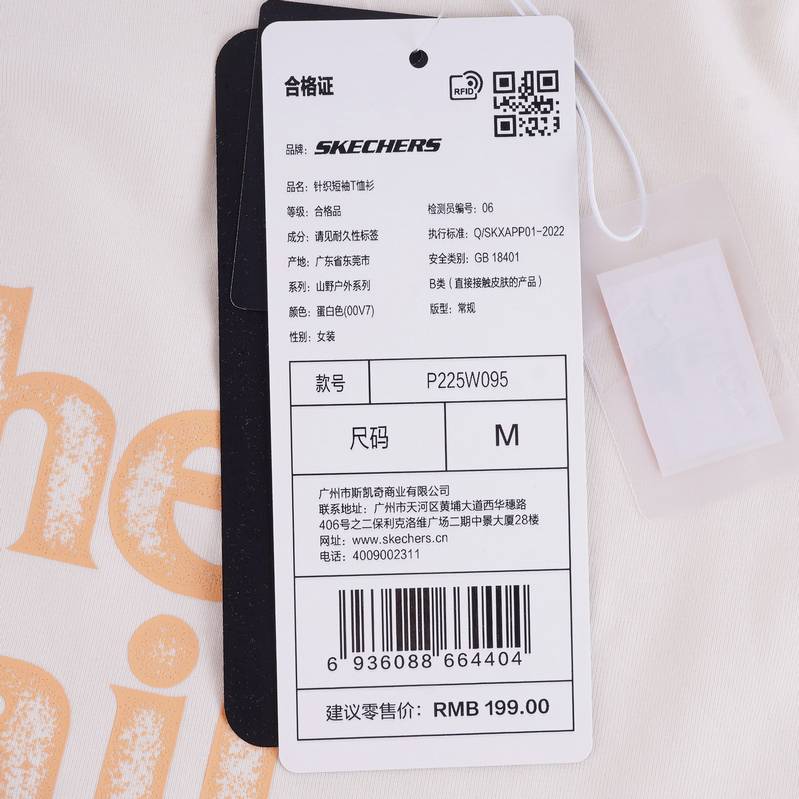 合格证
RFID
品牌: SKECHERS
品名: 针织短袖T恤衫
等级: 合格品
检测员编号: 06
成分: 请见耐久性标签
执行标准: Q/SKXAPP01-2022
产地: 广东省东莞市
安全类别: GB 18401
系列: 山野户外系列
B类（直接接触皮肤的产品）
颜色: 蛋白色(00V7)
版型: 常规
性别: 女装
款号 P225W095
尺码 M
广州市斯凯奇商业有限公司
联系地址: 广州市天河区黄埔大道西华穗路
406号之二保利克洛维广场二期中景大厦28楼
网址: www.skechers.cn
电话: 4009002311
6 936088 664404
建议零售价: RMB 199.00
he